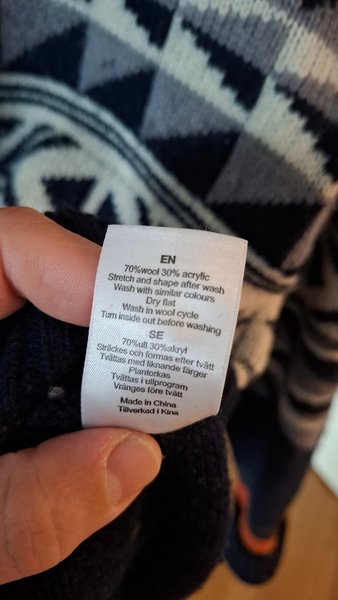 EN
70%wool 30% acrylic
Stretch and shape after wash
Wash with similar colours
Dry flat
Wash in wool cycle
Turn inside out before washing
SE
70%ull 30%akryl
Sträckes och formas efter tvätt
Tvättas med liknande färger
Plantorkas
Tvättas i ullprogram
Vränges före tvätt
Made in China
Tillverkad i Kina